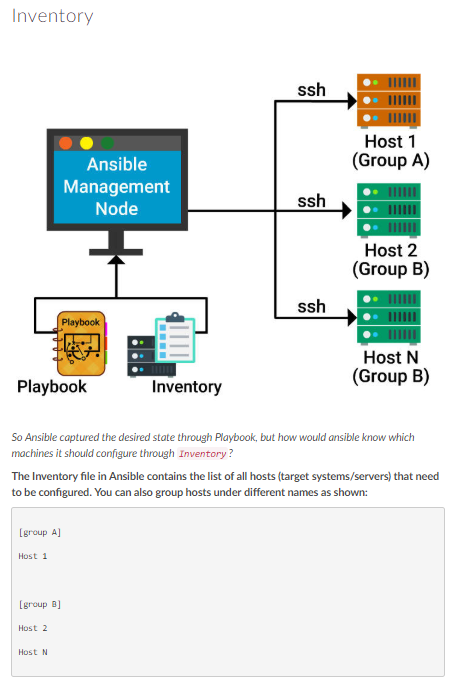 Inventory
ssh
Host 1
(Group A)
Ansible
Management
Node
ssh
Host 2
(Group B)
ssh
Host N
(Group B)
Playbook
Playbook
Inventory
So Ansible captured the desired state through Playbook, but how would ansible know which
machines it should configure through Inventory ?
The Inventory file in Ansible contains the list of all hosts (target systems/servers) that need
to be configured. You can also group hosts under different names as shown:
[group A]
Host 1
[group B]
Host 2
Host N